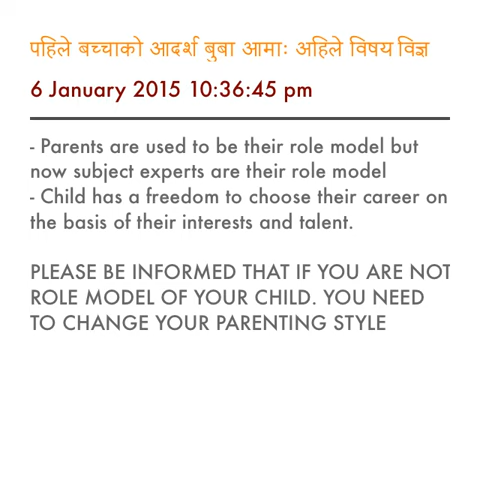 पहिले बच्चाको आदर्श बुबा आमाः अहिले विषय विज्ञ
6 January 2015 10:36:45 pm
- Parents are used to be their role model but
now subject experts are their role model
- Child has a freedom to choose their career on
the basis of their interests and talent.
PLEASE BE INFORMED THAT IF YOU ARE NOT
ROLE MODEL OF YOUR CHILD. YOU NEED
TO CHANGE YOUR PARENTING STYLE